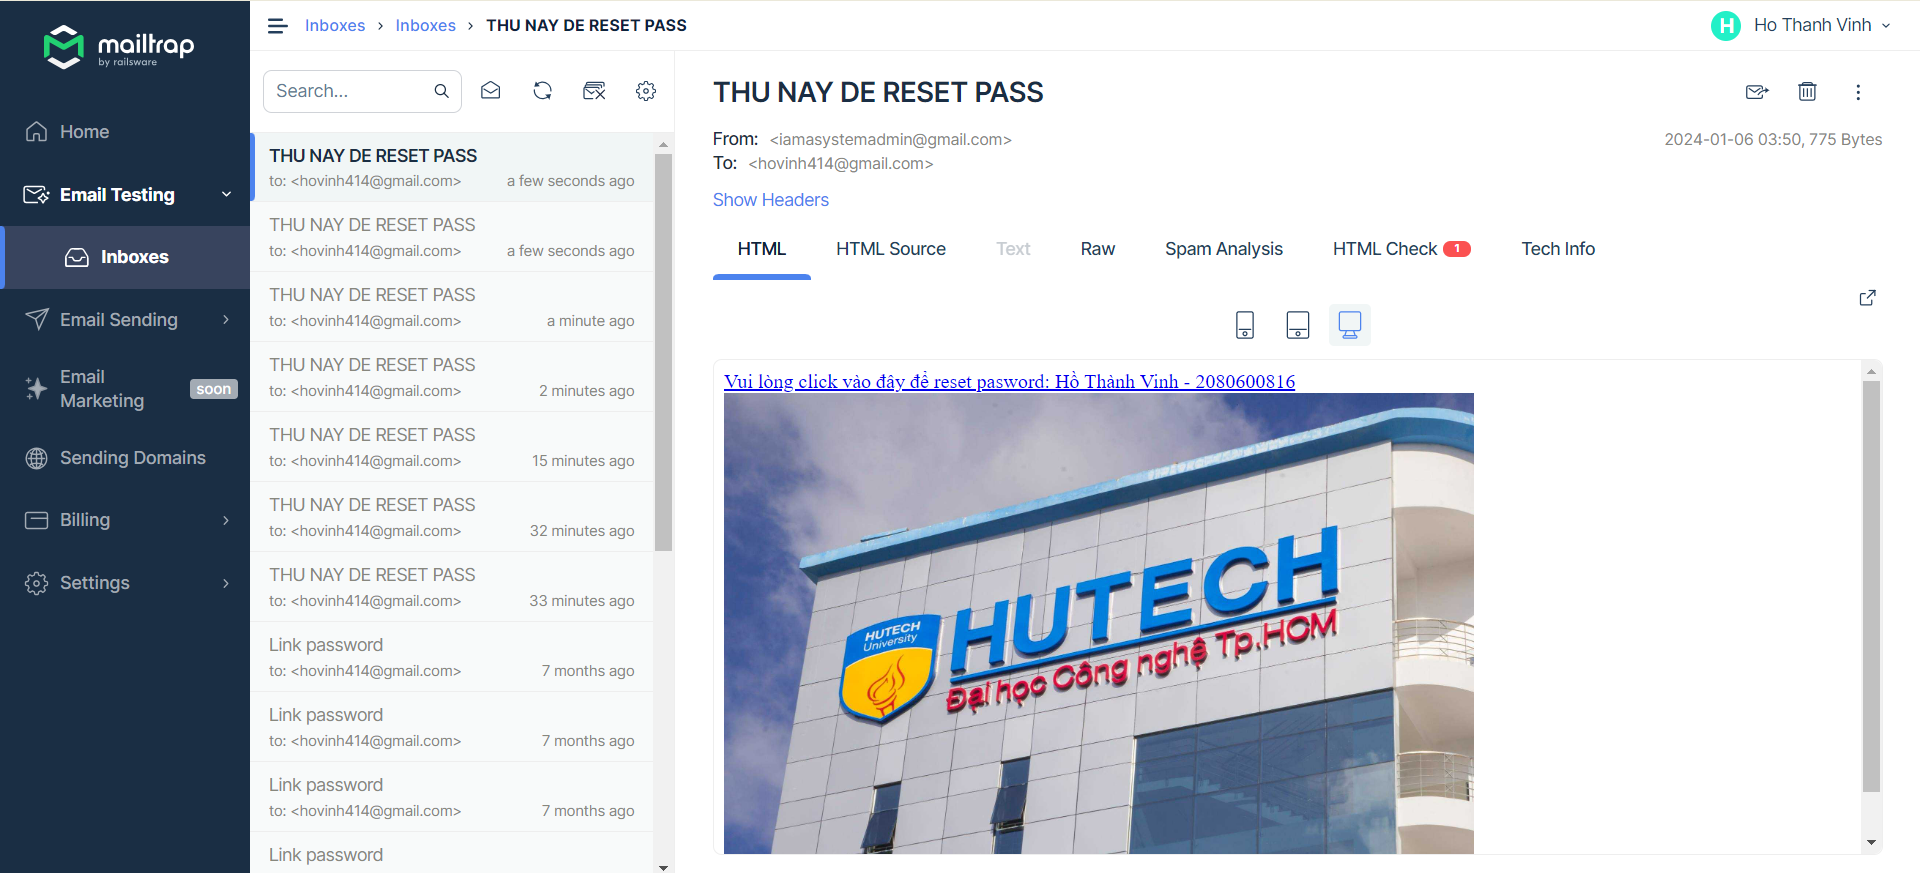 mailtrap
by railsware
Home
Email Testing
Inboxes
Email Sending
Email
Marketing
soon
Sending Domains
Billing
Settings
Inboxes › Inboxes › THU NAY DE RESET PASS
H Ho Thanh Vinh
Search...
THU NAY DE RESET PASS
to: <hovinh414@gmail.com> a few seconds ago
THU NAY DE RESET PASS
to: <hovinh414@gmail.com> a few seconds ago
THU NAY DE RESET PASS
to: <hovinh414@gmail.com> a minute ago
THU NAY DE RESET PASS
to: <hovinh414@gmail.com> 2 minutes ago
THU NAY DE RESET PASS
to: <hovinh414@gmail.com> 15 minutes ago
THU NAY DE RESET PASS
to: <hovinh414@gmail.com> 32 minutes ago
THU NAY DE RESET PASS
to: <hovinh414@gmail.com> 33 minutes ago
Link password
to: <hovinh414@gmail.com> 7 months ago
Link password
to: <hovinh414@gmail.com> 7 months ago
Link password
to: <hovinh414@gmail.com> 7 months ago
Link password
THU NAY DE RESET PASS
From: <iamasystemadmin@gmail.com> 2024-01-06 03:50, 775 Bytes
To: <hovinh414@gmail.com>
Show Headers
HTML HTML Source Text Raw Spam Analysis HTML Check 1 Tech Info
Vui lòng click vào đây để reset pasword: Hồ Thành Vinh - 2080600816
HUTECH
University
HUTECH
Đại học Công nghệ Tp.HCM